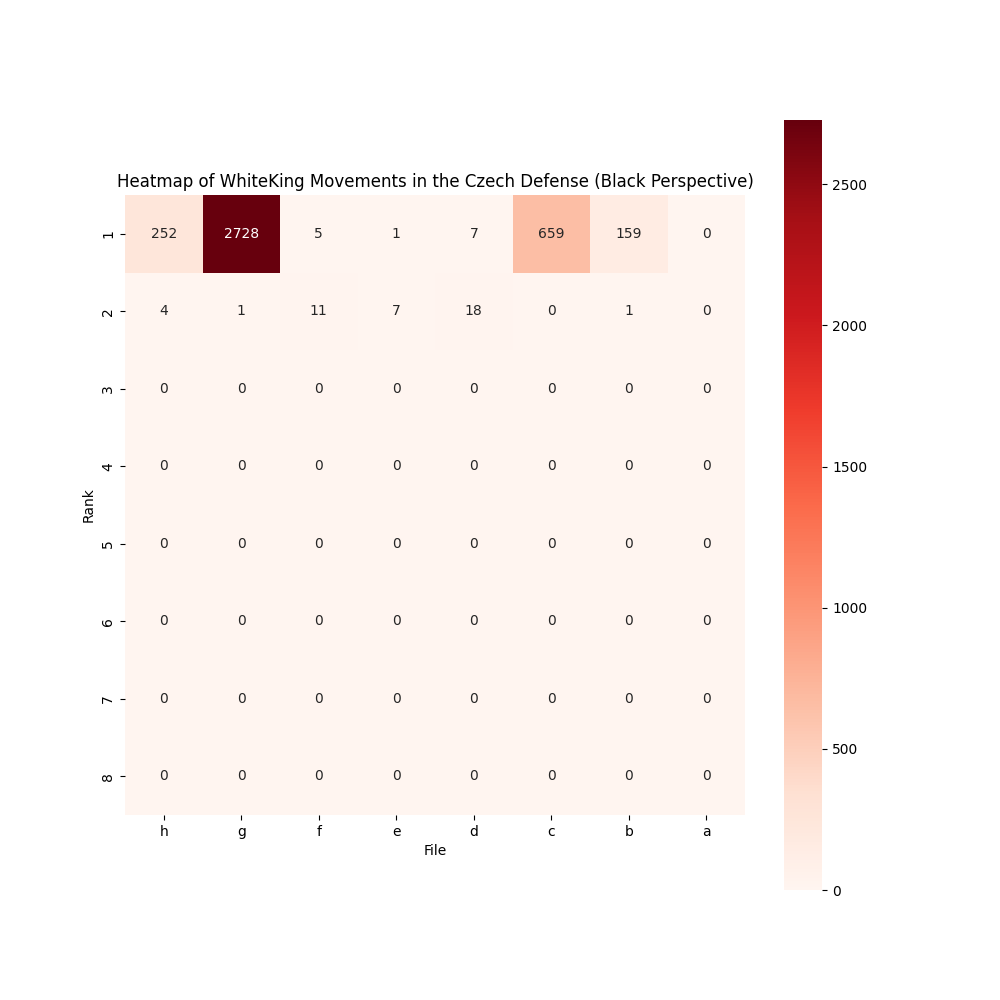 Heatmap of WhiteKing Movements in the Czech Defense (Black Perspective)
1 252 2728 5 1 7 659 159 0
2 4 1 11 7 18 0 1 0
3 0 0 0 0 0 0 0 0
4 0 0 0 0 0 0 0 0
5 0 0 0 0 0 0 0 0
6 0 0 0 0 0 0 0 0
7 0 0 0 0 0 0 0 0
8 0 0 0 0 0 0 0 0
h g f e d c b a
File
Rank
2500
2000
1500
1000
500
0